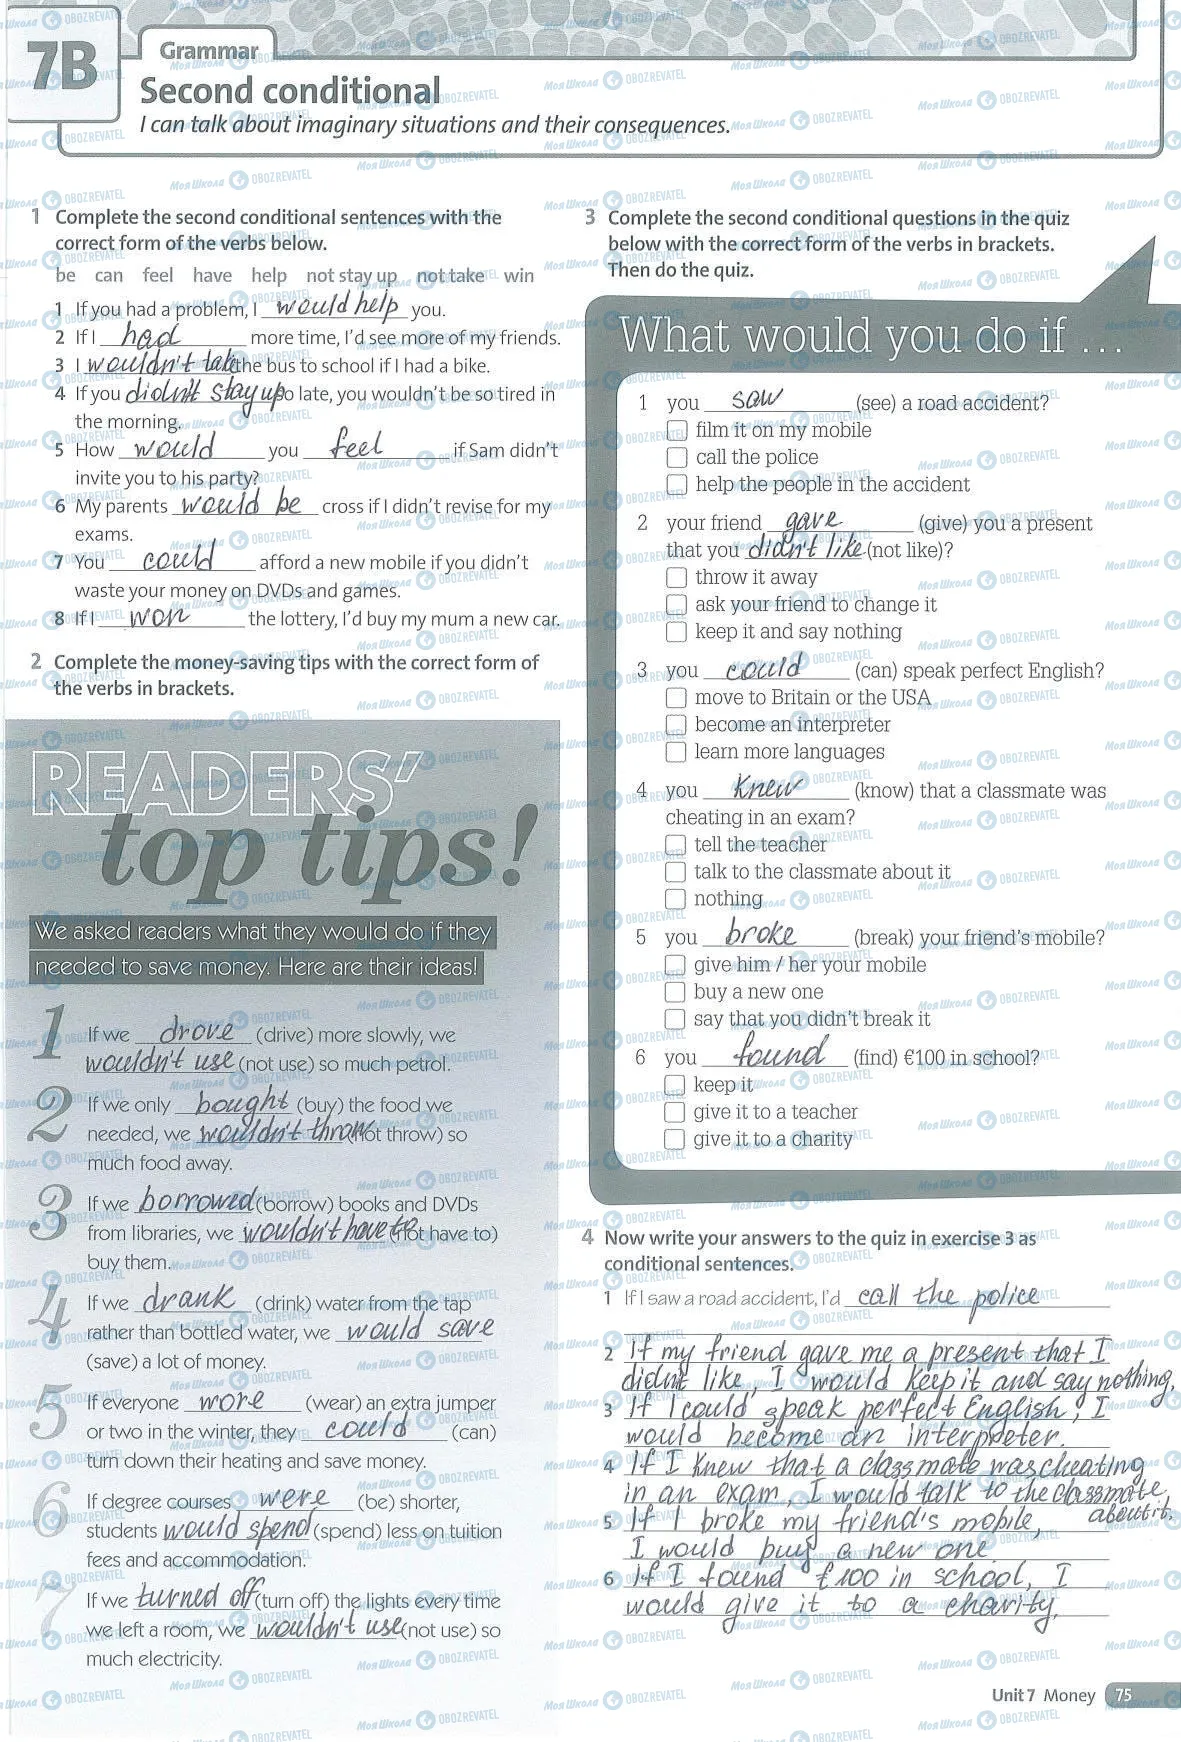 7B
Grammar
Second conditional
I can talk about imaginary situations and their consequences.
1 Complete the second conditional sentences with the
correct form of the verbs below.
be can feel have help not stay up not take win
1 If you had a problem, I would help you.
2 If I had more time, I'd see more of my friends.
3 I wouldn't take the bus to school if I had a bike.
4 If you didn't stay up so late, you wouldn't be so tired in
the morning.
5 How would you feel if Sam didn't
invite you to his party?
6 My parents would be cross if I didn't revise for my
exams.
7 You could afford a new mobile if you didn't
waste your money on DVDs and games.
8 If I won the lottery, I'd buy my mum a new car.
2 Complete the money-saving tips with the correct form of
the verbs in brackets.
READERS'
top tips!
We asked readers what they would do if they
needed to save money. Here are their ideas!
1 If we drove (drive) more slowly, we
wouldn't use (not use) so much petrol.
2 If we only bought (buy) the food we
needed, we wouldn't throw (not throw) so
much food away.
3 If we borrowed (borrow) books and DVDs
from libraries, we wouldn't have to (not have to)
buy them.
4 If we drank (drink) water from the tap
rather than bottled water, we would save
(save) a lot of money.
5 If everyone wore (wear) an extra jumper
or two in the winter, they could (can)
turn down their heating and save money.
6 If degree courses were (be) shorter,
students would spend (spend) less on tuition
fees and accommodation.
7 If we turned off (turn off) the lights every time
we left a room, we wouldn't use (not use) so
much electricity.
3 Complete the second conditional questions in the quiz
below with the correct form of the verbs in brackets.
Then do the quiz.
What would you do if ...
1 you saw (see) a road accident?
film it on my mobile
call the police
help the people in the accident
2 your friend gave (give) you a present
that you didn't like (not like)?
throw it away
ask your friend to change it
keep it and say nothing
3 you could (can) speak perfect English?
move to Britain or the USA
become an interpreter
learn more languages
4 you knew (know) that a classmate was
cheating in an exam?
tell the teacher
talk to the classmate about it
nothing
5 you broke (break) your friend's mobile?
give him / her your mobile
buy a new one
say that you didn't break it
6 you found (find) €100 in school?
keep it
give it to a teacher
give it to a charity
4 Now write your answers to the quiz in exercise 3 as
conditional sentences.
1 If I saw a road accident, I'd call the police
2 If my friend gave me a present that I
didn't like, I would keep it and say nothing.
3 If I could speak perfect English, I
would become an interpreter.
4 If I knew that a classmate was cheating
in an exam, I would talk to the classmate,
about it.
5 If I broke my friend's mobile,
I would buy a new one.
6 If I found €100 in school, I
would give it to a charity.
Unit 7 Money 75
МояШкола OBOZREVATEL